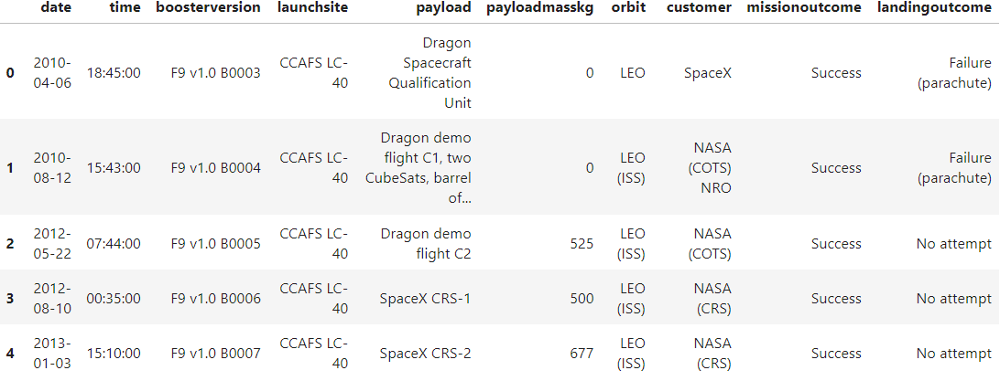 date time boosterversion launchsite payload payloadmasskg orbit customer missionoutcome landingoutcome
Dragon
0 2010- 18:45:00 F9 v1.0 B0003 CCAFS LC- Spacecraft 0 LEO SpaceX Success Failure
04-06 40 Qualification (parachute)
Unit
Dragon demo
1 2010- 15:43:00 F9 v1.0 B0004 CCAFS LC- flight C1, two 0 LEO NASA Success Failure
08-12 40 CubeSats, barrel (ISS) (COTS) (parachute)
of... NRO
2 2012- 07:44:00 F9 v1.0 B0005 CCAFS LC- Dragon demo 525 LEO NASA Success No attempt
05-22 40 flight C2 (ISS) (COTS)
3 2012- 00:35:00 F9 v1.0 B0006 CCAFS LC- SpaceX CRS-1 500 LEO NASA Success No attempt
08-10 40 (ISS) (CRS)
4 2013- 15:10:00 F9 v1.0 B0007 CCAFS LC- SpaceX CRS-2 677 LEO NASA Success No attempt
01-03 40 (ISS) (CRS)